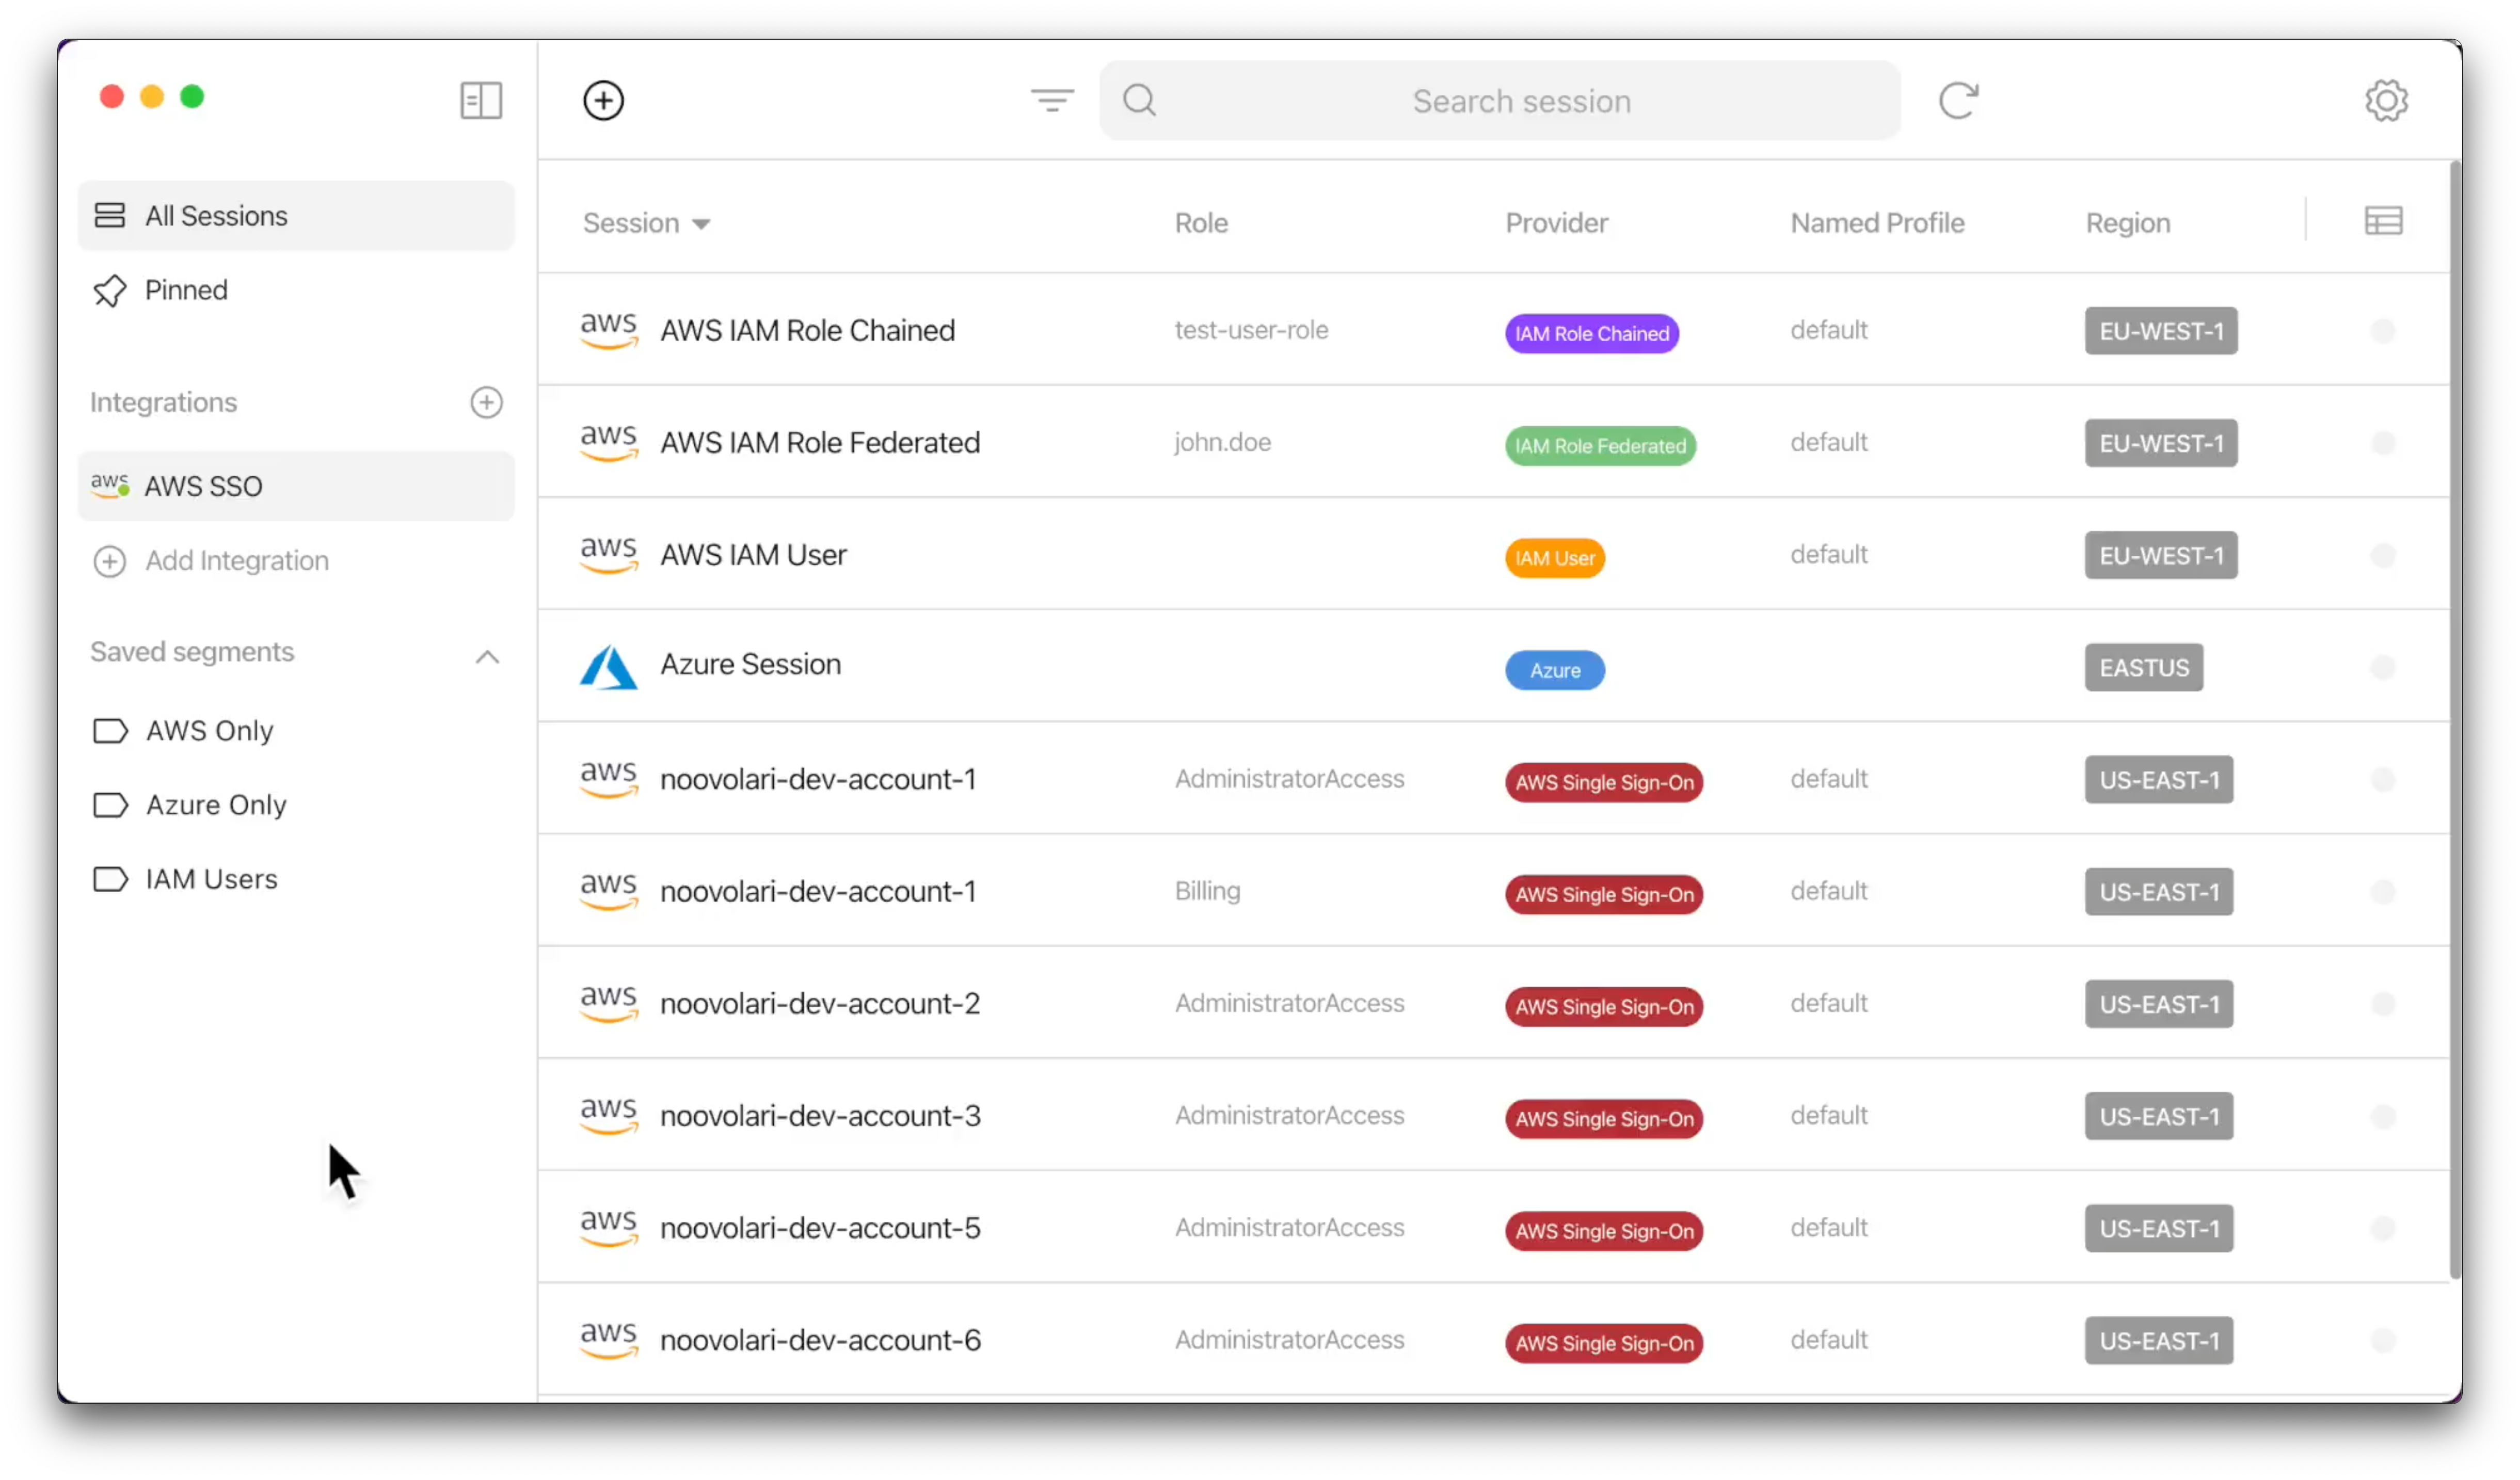 Search session
All Sessions
Pinned
Integrations
aws AWS SSO
Add Integration
Saved segments
AWS Only
Azure Only
IAM Users
Session Role Provider Named Profile Region
aws AWS IAM Role Chained test-user-role IAM Role Chained default EU-WEST-1
aws AWS IAM Role Federated john.doe IAM Role Federated default EU-WEST-1
aws AWS IAM User IAM User default EU-WEST-1
Azure Session Azure EASTUS
aws noovolari-dev-account-1 AdministratorAccess AWS Single Sign-On default US-EAST-1
aws noovolari-dev-account-1 Billing AWS Single Sign-On default US-EAST-1
aws noovolari-dev-account-2 AdministratorAccess AWS Single Sign-On default US-EAST-1
aws noovolari-dev-account-3 AdministratorAccess AWS Single Sign-On default US-EAST-1
aws noovolari-dev-account-5 AdministratorAccess AWS Single Sign-On default US-EAST-1
aws noovolari-dev-account-6 AdministratorAccess AWS Single Sign-On default US-EAST-1